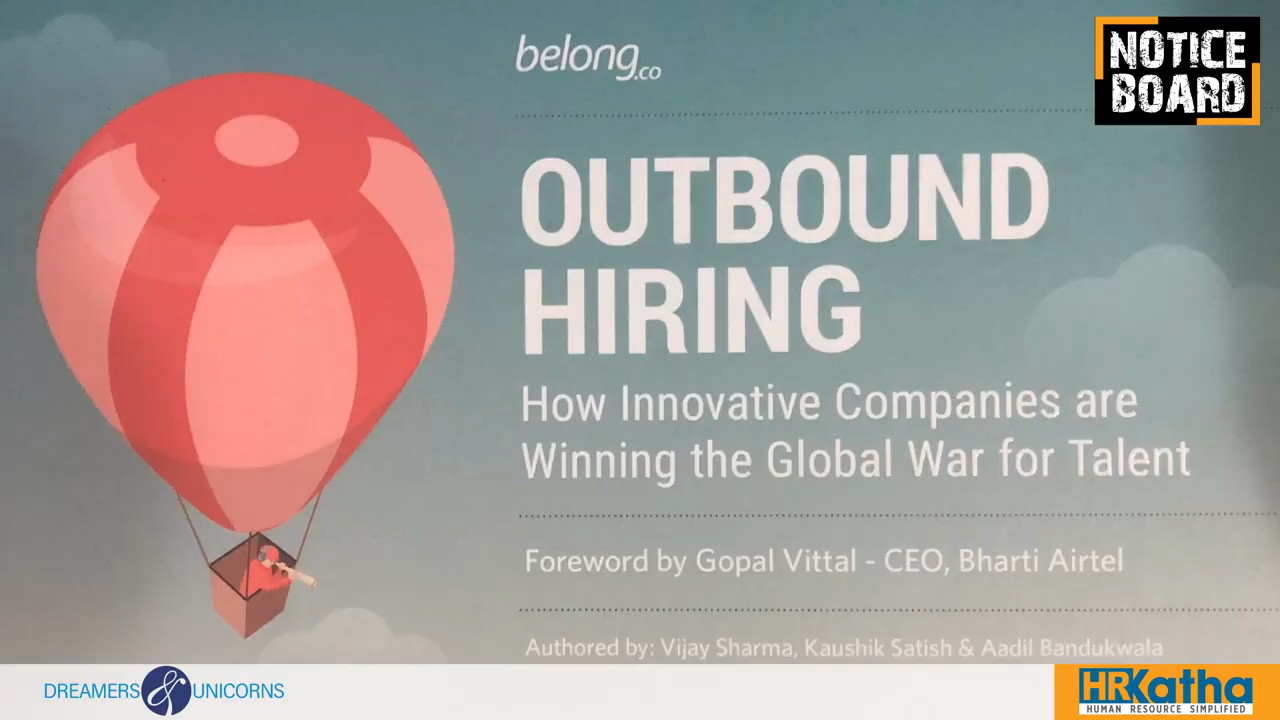 belong.co
NOTICE
BOARD
OUTBOUND
HIRING
How Innovative Companies are
Winning the Global War for Talent
Foreword by Gopal Vittal - CEO, Bharti Airtel
Authored by: Vijay Sharma, Kaushik Satish & Aadil Bandukwala
DREAMERS & UNICORNS
HRKatha
HUMAN RESOURCE SIMPLIFIED